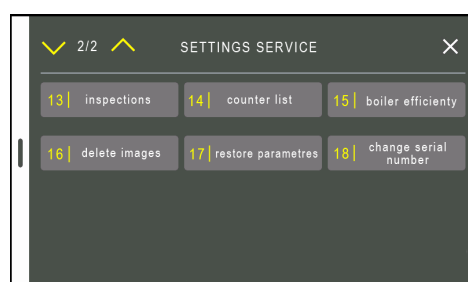 2/2 SETTINGS SERVICE
13 inspections
14 counter list
15 boiler efficienty
16 delete images
17 restore parametres
18 change serial
number